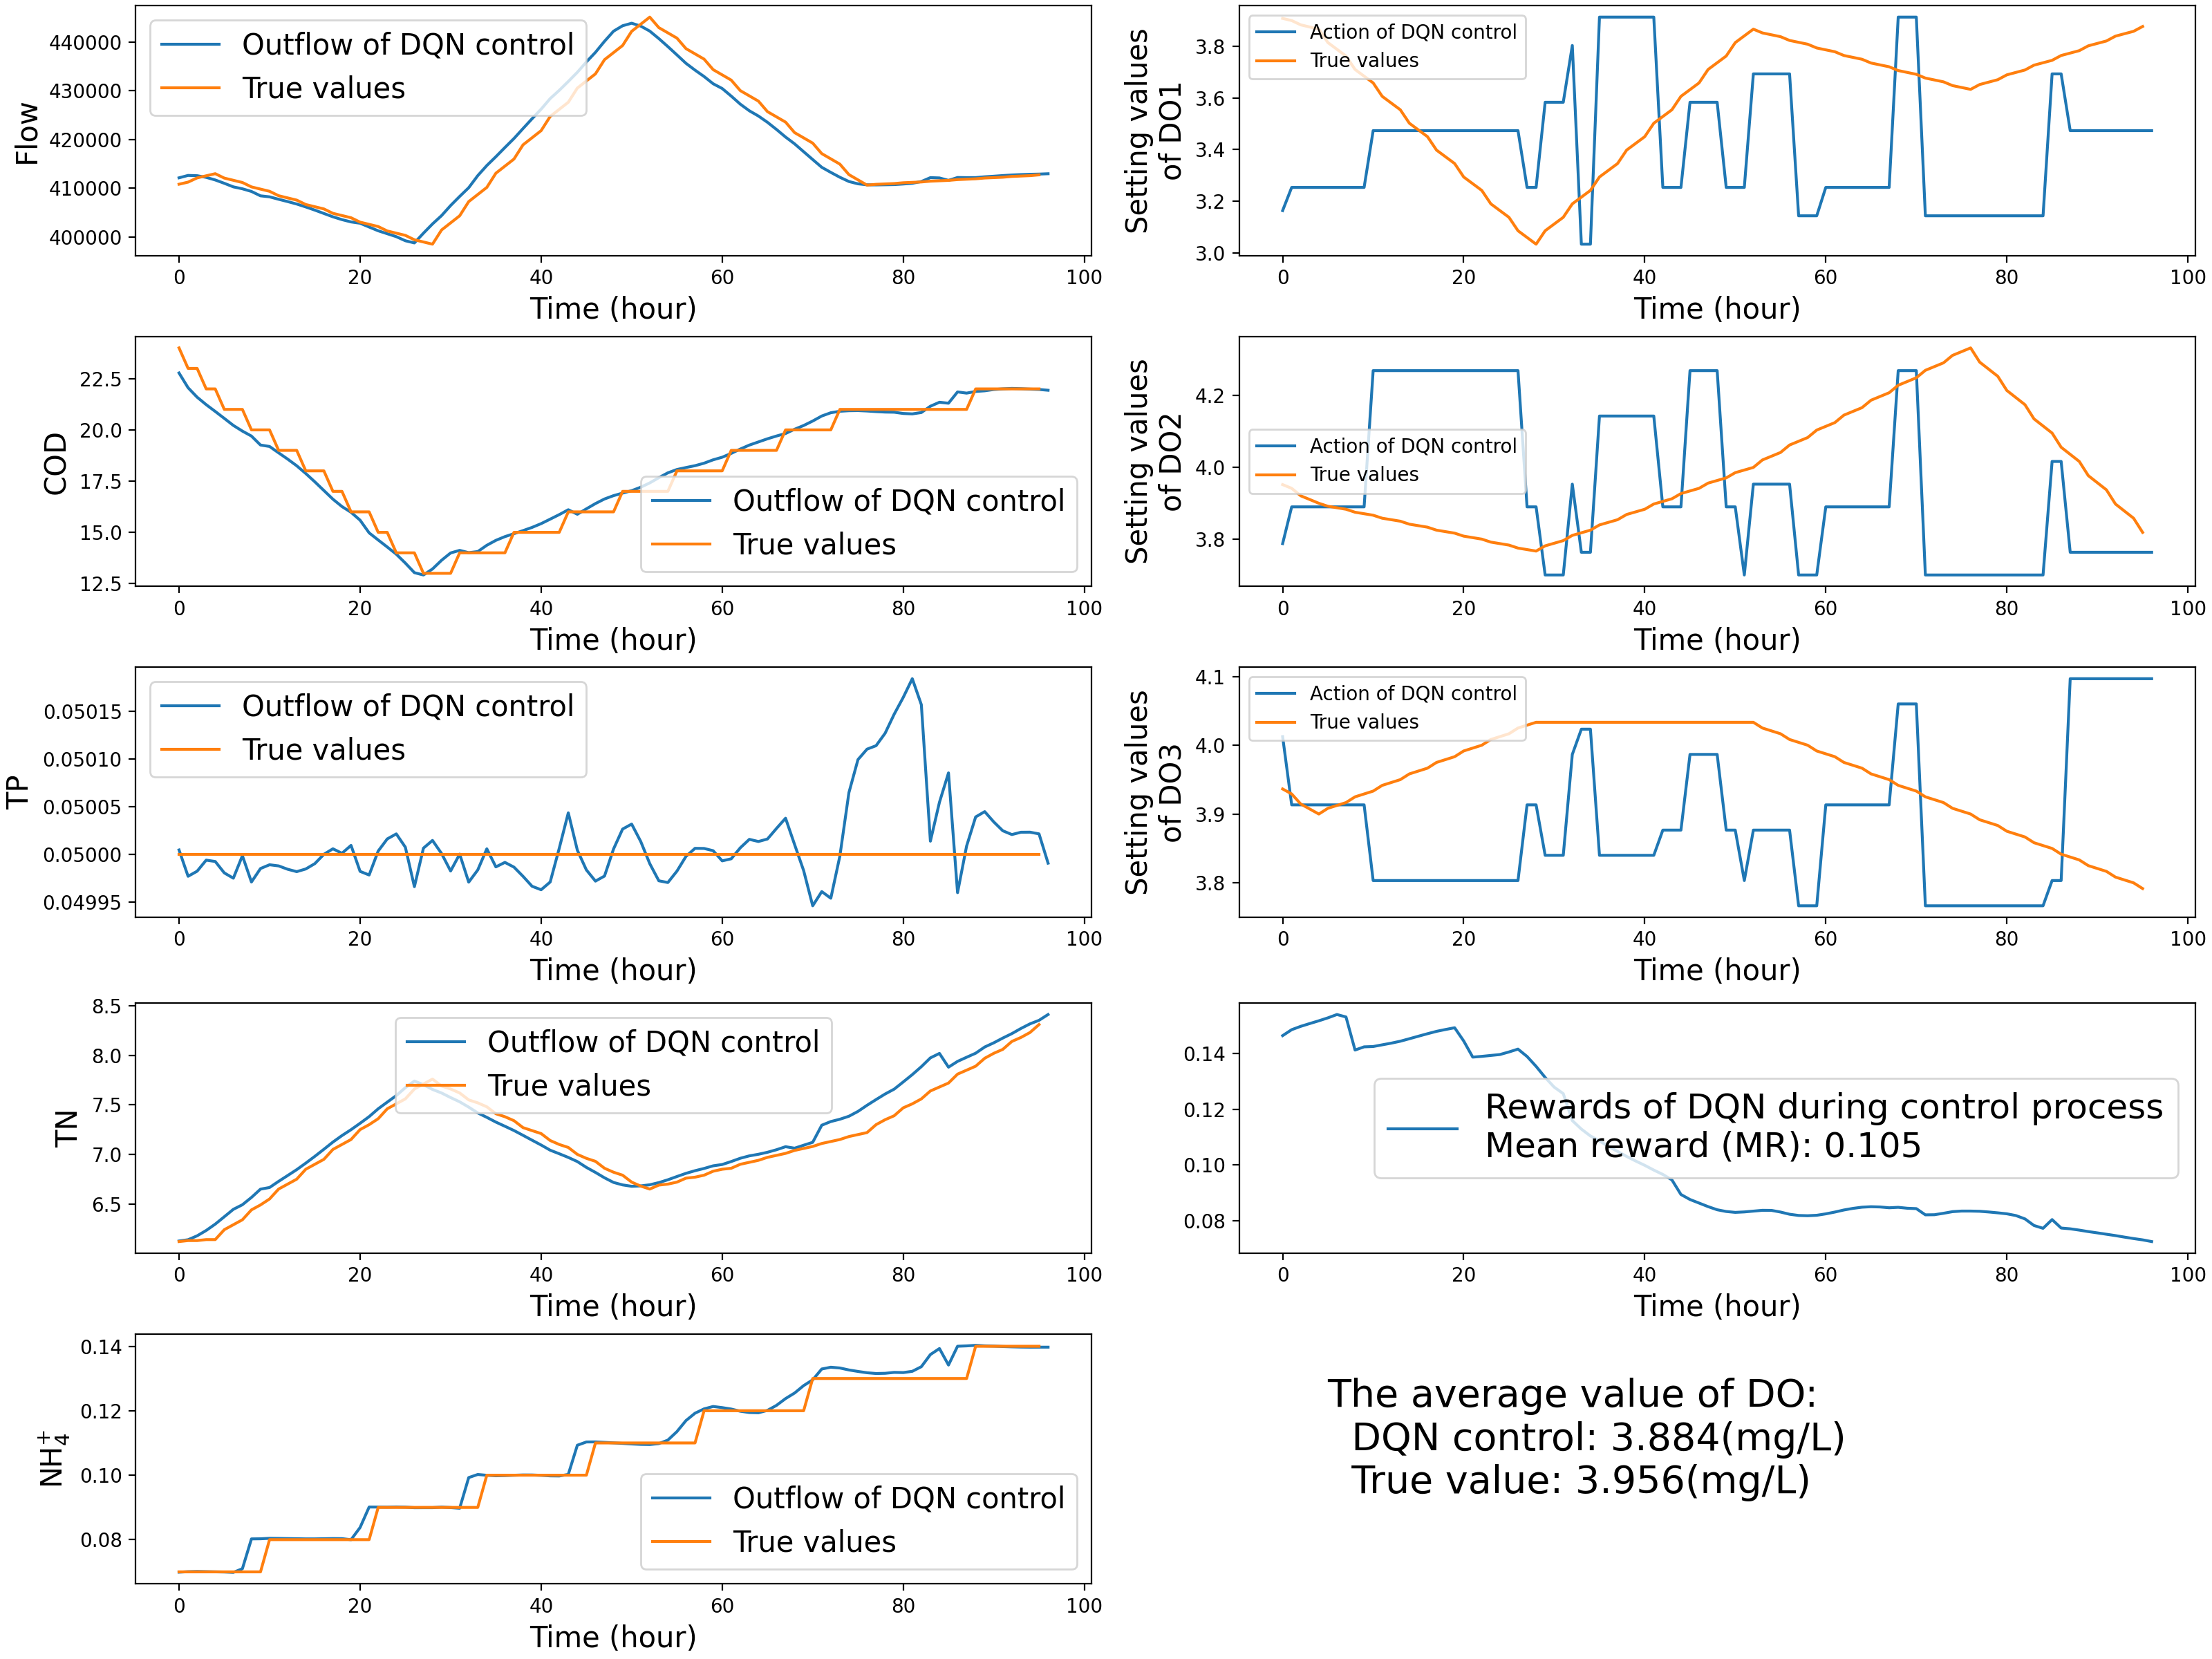 Flow
440000
430000
420000
410000
400000
Outflow of DQN control
True values
0 20 40 60 80 100
Time (hour)
Setting values
of DO1
3.8
3.6
3.4
3.2
3.0
Action of DQN control
True values
0 20 40 60 80 100
Time (hour)
COD
22.5
20.0
17.5
15.0
12.5
Outflow of DQN control
True values
0 20 40 60 80 100
Time (hour)
Setting values
of DO2
4.2
4.0
3.8
Action of DQN control
True values
0 20 40 60 80 100
Time (hour)
TP
0.05015
0.05010
0.05005
0.05000
0.04995
Outflow of DQN control
True values
0 20 40 60 80 100
Time (hour)
Setting values
of DO3
4.1
4.0
3.9
3.8
Action of DQN control
True values
0 20 40 60 80 100
Time (hour)
TN
8.5
8.0
7.5
7.0
6.5
Outflow of DQN control
True values
0 20 40 60 80 100
Time (hour)
0.14
0.12
0.10
0.08
Rewards of DQN during control process
Mean reward (MR): 0.105
0 20 40 60 80 100
Time (hour)
NH₄⁺
0.14
0.12
0.10
0.08
Outflow of DQN control
True values
0 20 40 60 80 100
Time (hour)
The average value of DO:
DQN control: 3.884(mg/L)
True value: 3.956(mg/L)